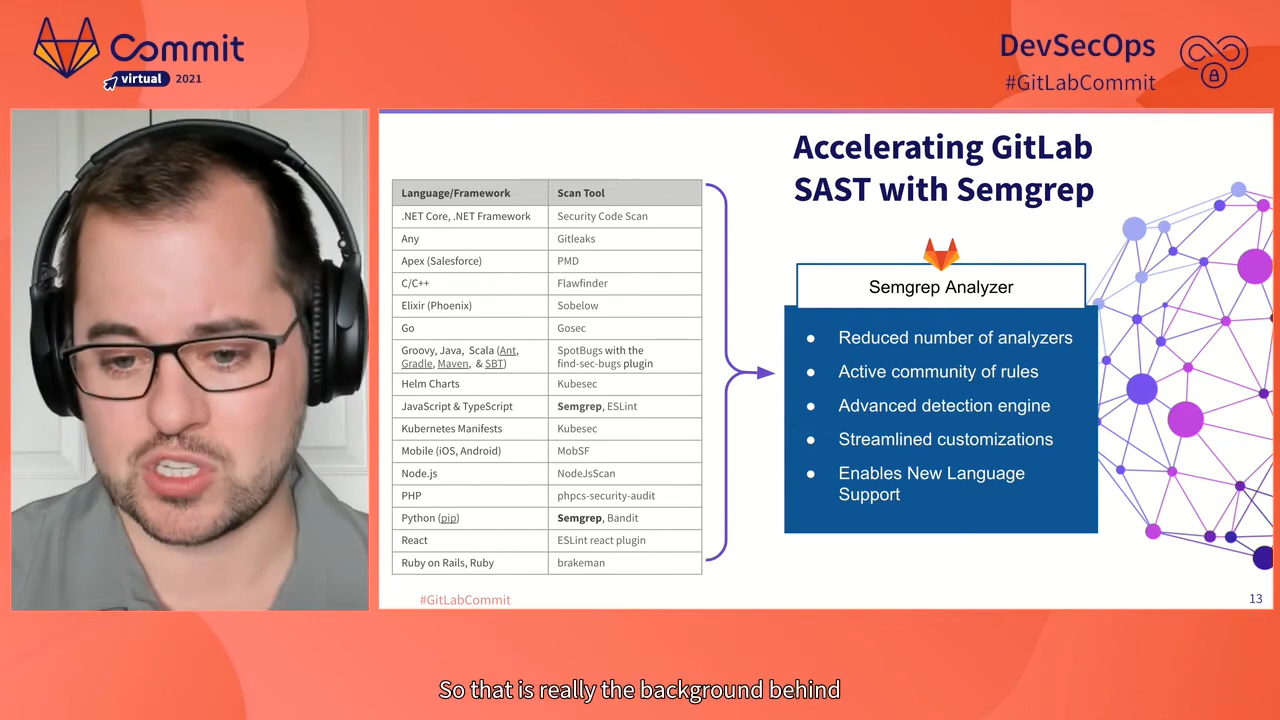 Commit
virtual 2021
DevSecOps
#GitLabCommit
Accelerating GitLab
SAST with Semgrep
Language/Framework Scan Tool
.NET Core, .NET Framework Security Code Scan
Any Gitleaks
Apex (Salesforce) PMD
C/C++ Flawfinder
Elixir (Phoenix) Sobelow
Go Gosec
Groovy, Java, Scala (Ant, SpotBugs with the
Gradle, Maven, & SBT) find-sec-bugs plugin
Helm Charts Kubesec
JavaScript & TypeScript Semgrep, ESLint
Kubernetes Manifests Kubesec
Mobile (iOS, Android) MobSF
Node.js NodeJsScan
PHP phpcs-security-audit
Python (pip) Semgrep, Bandit
React ESLint react plugin
Ruby on Rails, Ruby brakeman
Semgrep Analyzer
● Reduced number of analyzers
● Active community of rules
● Advanced detection engine
● Streamlined customizations
● Enables New Language
Support
#GitLabCommit
13
So that is really the background behind